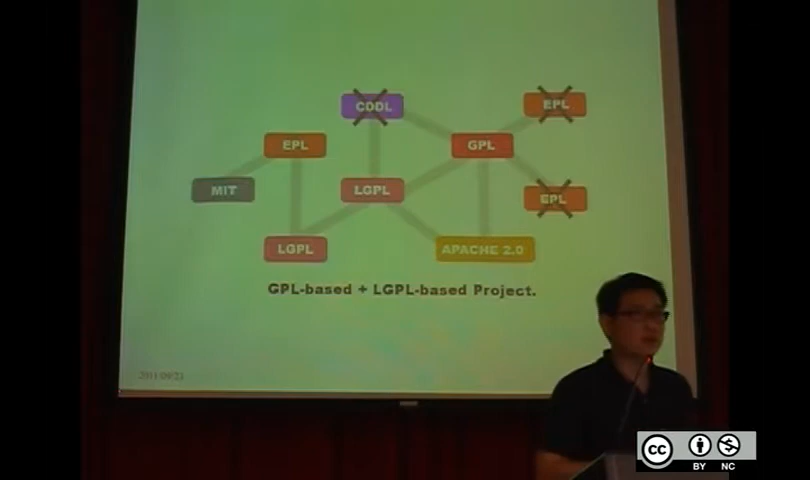 CDDL
EPL
EPL
GPL
MIT
LGPL
EPL
LGPL
APACHE 2.0
GPL-based + LGPL-based Project.
2011/09/21
cc
BY NC